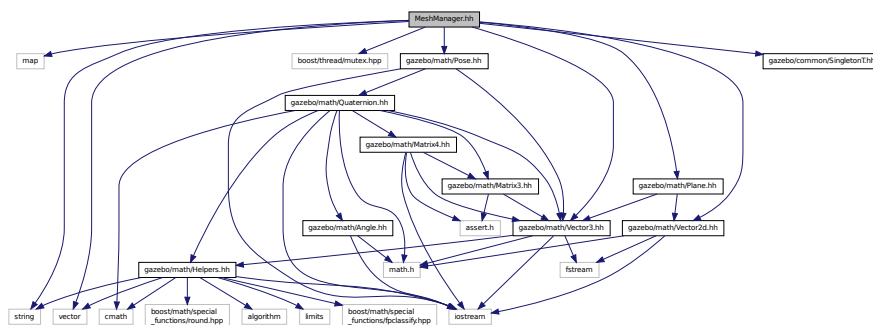 MeshManager.hh
map
boost/thread/mutex.hpp
gazebo/math/Pose.hh
gazebo/common/SingletonT.hh
gazebo/math/Quaternion.hh
gazebo/math/Matrix4.hh
gazebo/math/Matrix3.hh
gazebo/math/Plane.hh
gazebo/math/Angle.hh
assert.h
gazebo/math/Vector3.hh
gazebo/math/Vector2d.hh
gazebo/math/Helpers.hh
math.h
fstream
string
vector
cmath
boost/math/special
_functions/round.hpp
algorithm
limits
boost/math/special
_functions/fpclassify.hpp
iostream